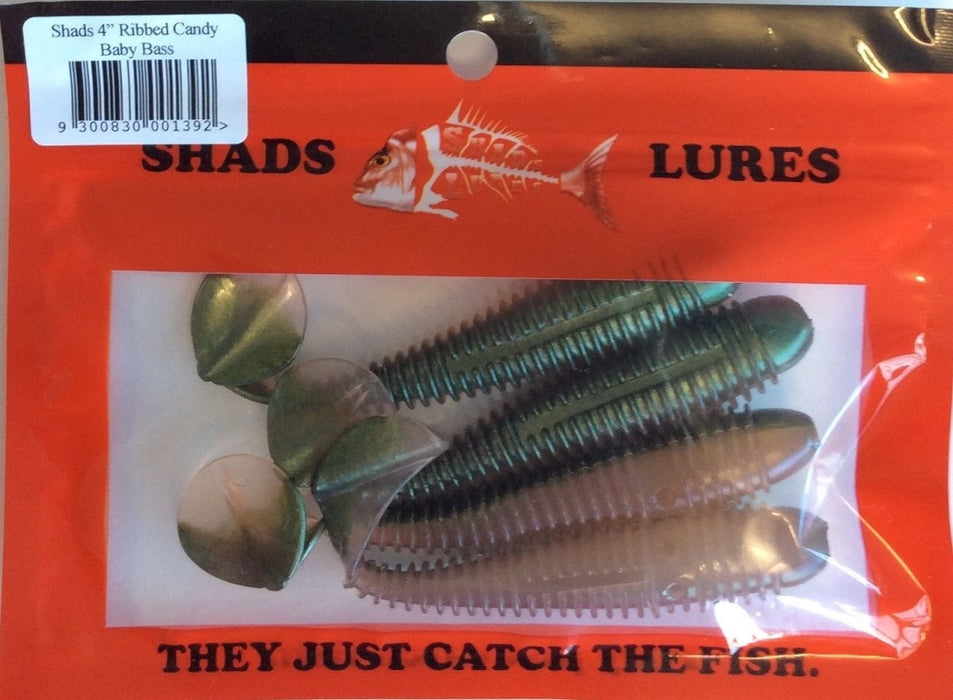 Shads 4” Ribbed Candy
Baby Bass
9 300830 001392 >
SHADS LURES
THEY JUST CATCH THE FISH.